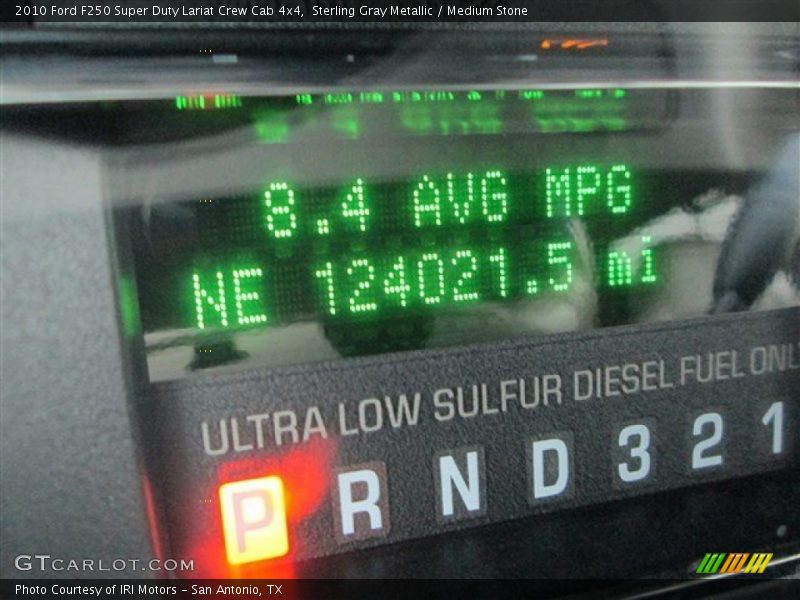 2010 Ford F250 Super Duty Lariat Crew Cab 4x4,  Sterling Gray Metallic / Medium Stone
8.4 AVG MPG
NE 124021.5 mi
ULTRA LOW SULFUR DIESEL FUEL ONL
P R N D 3 2 1
GTCARLOT.COM
Photo Courtesy of IRI Motors – San Antonio, TX